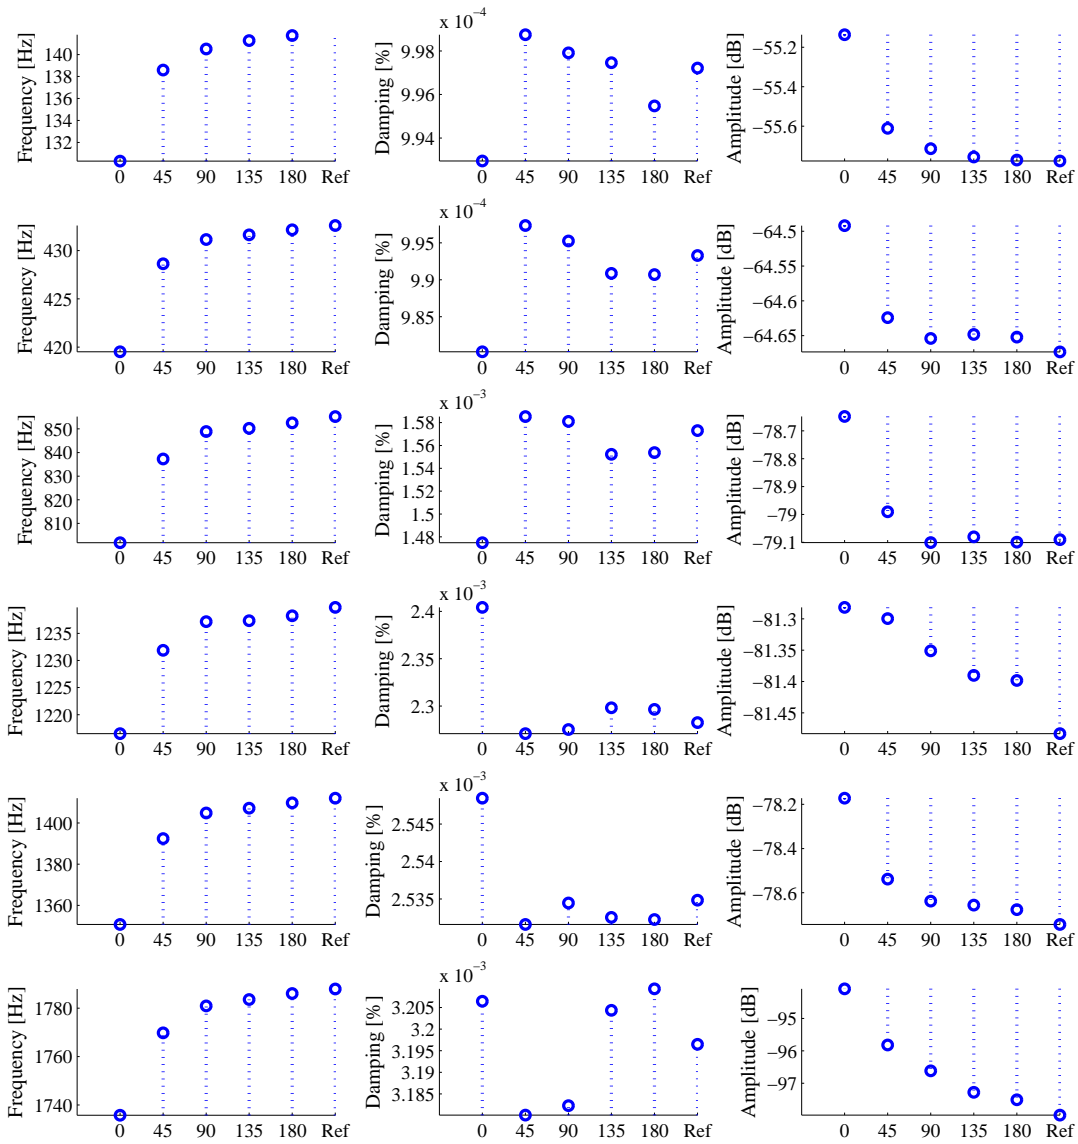 Frequency [Hz]
140
138
136
134
132
0 45 90 135 180 Ref
x 10⁻⁴
Damping [%]
9.98
9.96
9.94
0 45 90 135 180 Ref
Amplitude [dB]
−55.2
−55.4
−55.6
0 45 90 135 180 Ref
Frequency [Hz]
430
425
420
0 45 90 135 180 Ref
x 10⁻⁴
Damping [%]
9.95
9.9
9.85
0 45 90 135 180 Ref
Amplitude [dB]
−64.5
−64.55
−64.6
−64.65
0 45 90 135 180 Ref
Frequency [Hz]
850
840
830
820
810
0 45 90 135 180 Ref
x 10⁻³
Damping [%]
1.58
1.56
1.54
1.52
1.5
1.48
0 45 90 135 180 Ref
Amplitude [dB]
−78.7
−78.8
−78.9
−79
−79.1
0 45 90 135 180 Ref
Frequency [Hz]
1235
1230
1225
1220
0 45 90 135 180 Ref
x 10⁻³
Damping [%]
2.4
2.35
2.3
0 45 90 135 180 Ref
Amplitude [dB]
−81.3
−81.35
−81.4
−81.45
0 45 90 135 180 Ref
Frequency [Hz]
1400
1380
1360
0 45 90 135 180 Ref
x 10⁻³
Damping [%]
2.545
2.54
2.535
0 45 90 135 180 Ref
Amplitude [dB]
−78.2
−78.4
−78.6
0 45 90 135 180 Ref
Frequency [Hz]
1780
1760
1740
0 45 90 135 180 Ref
x 10⁻³
Damping [%]
3.205
3.2
3.195
3.19
3.185
0 45 90 135 180 Ref
Amplitude [dB]
−95
−96
−97
0 45 90 135 180 Ref